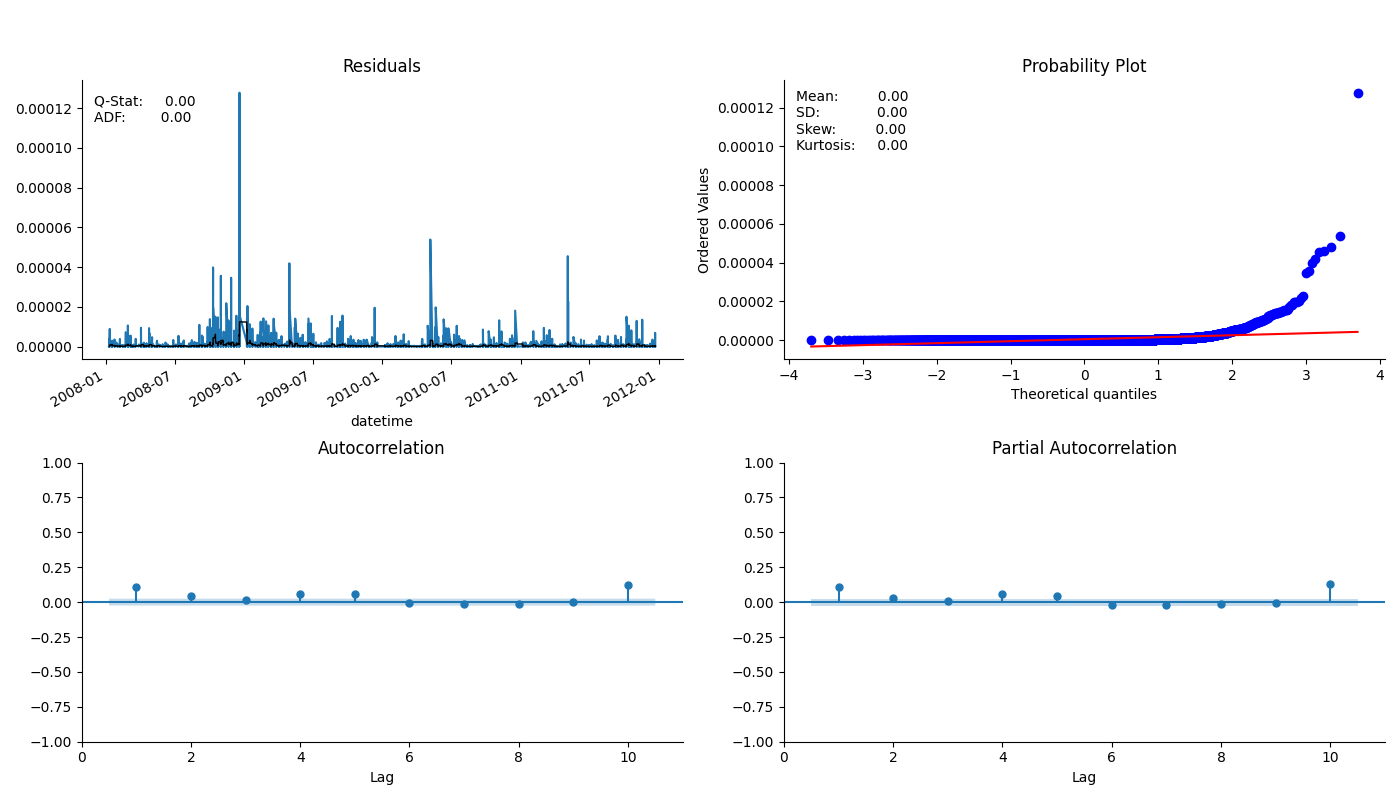 Residuals
Q-Stat: 0.00
ADF: 0.00
0.00012
0.00010
0.00008
0.00006
0.00004
0.00002
0.00000
2008-01 2008-07 2009-01 2009-07 2010-01 2010-07 2011-01 2011-07 2012-01
datetime
Probability Plot
Mean: 0.00
SD: 0.00
Skew: 0.00
Kurtosis: 0.00
Ordered Values
0.00012
0.00010
0.00008
0.00006
0.00004
0.00002
0.00000
−4 −3 −2 −1 0 1 2 3 4
Theoretical quantiles
Autocorrelation
1.00
0.75
0.50
0.25
0.00
−0.25
−0.50
−0.75
−1.00
0 2 4 6 8 10
Lag
Partial Autocorrelation
1.00
0.75
0.50
0.25
0.00
−0.25
−0.50
−0.75
−1.00
0 2 4 6 8 10
Lag